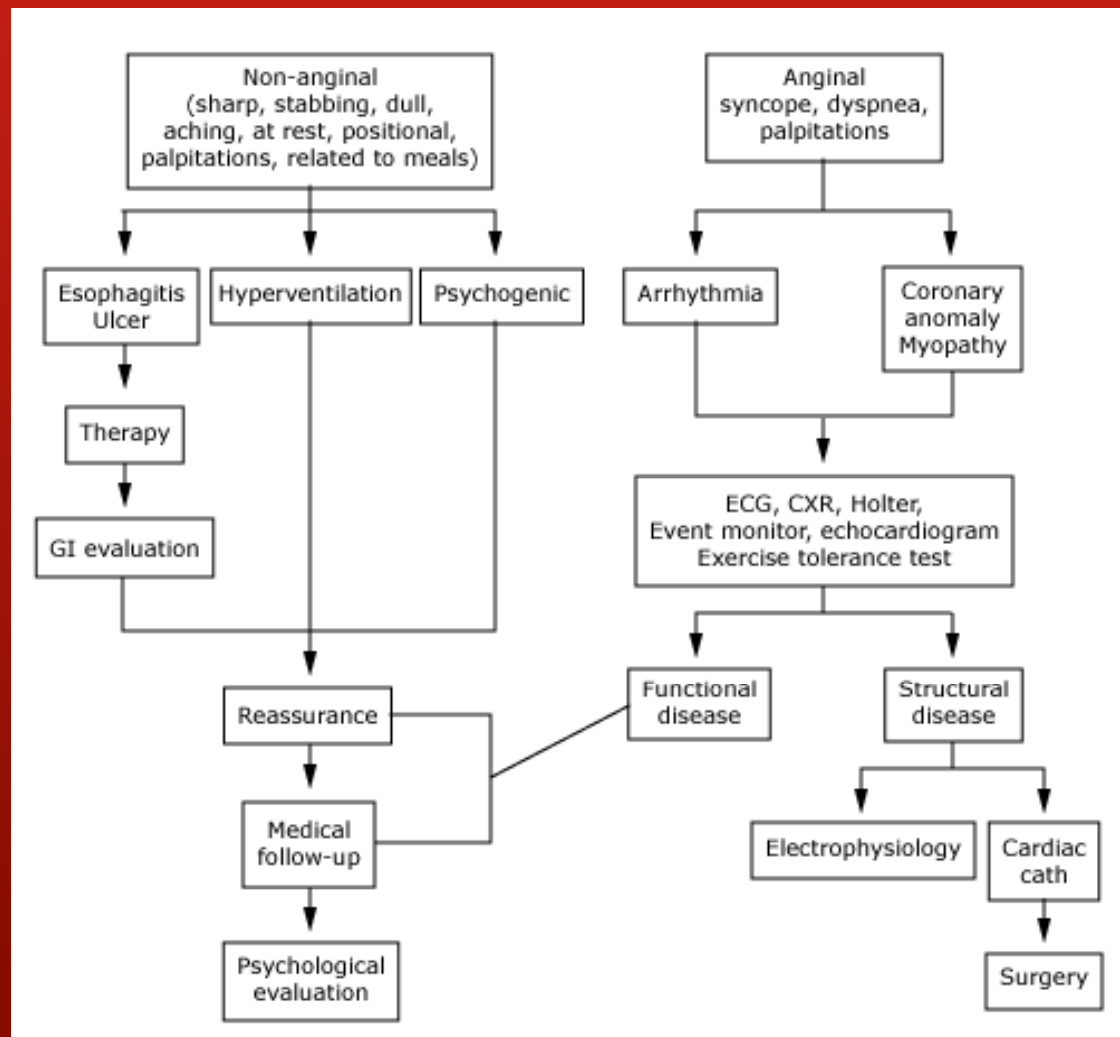 Non-anginal
(sharp, stabbing, dull,
aching, at rest, positional,
palpitations, related to meals)
Anginal
syncope, dyspnea,
palpitations
Esophagitis
Ulcer
Hyperventilation
Psychogenic
Arrhythmia
Coronary
anomaly
Myopathy
Therapy
GI evaluation
ECG, CXR, Holter,
Event monitor, echocardiogram
Exercise tolerance test
Reassurance
Functional
disease
Structural
disease
Medical
follow-up
Electrophysiology
Cardiac
cath
Psychological
evaluation
Surgery